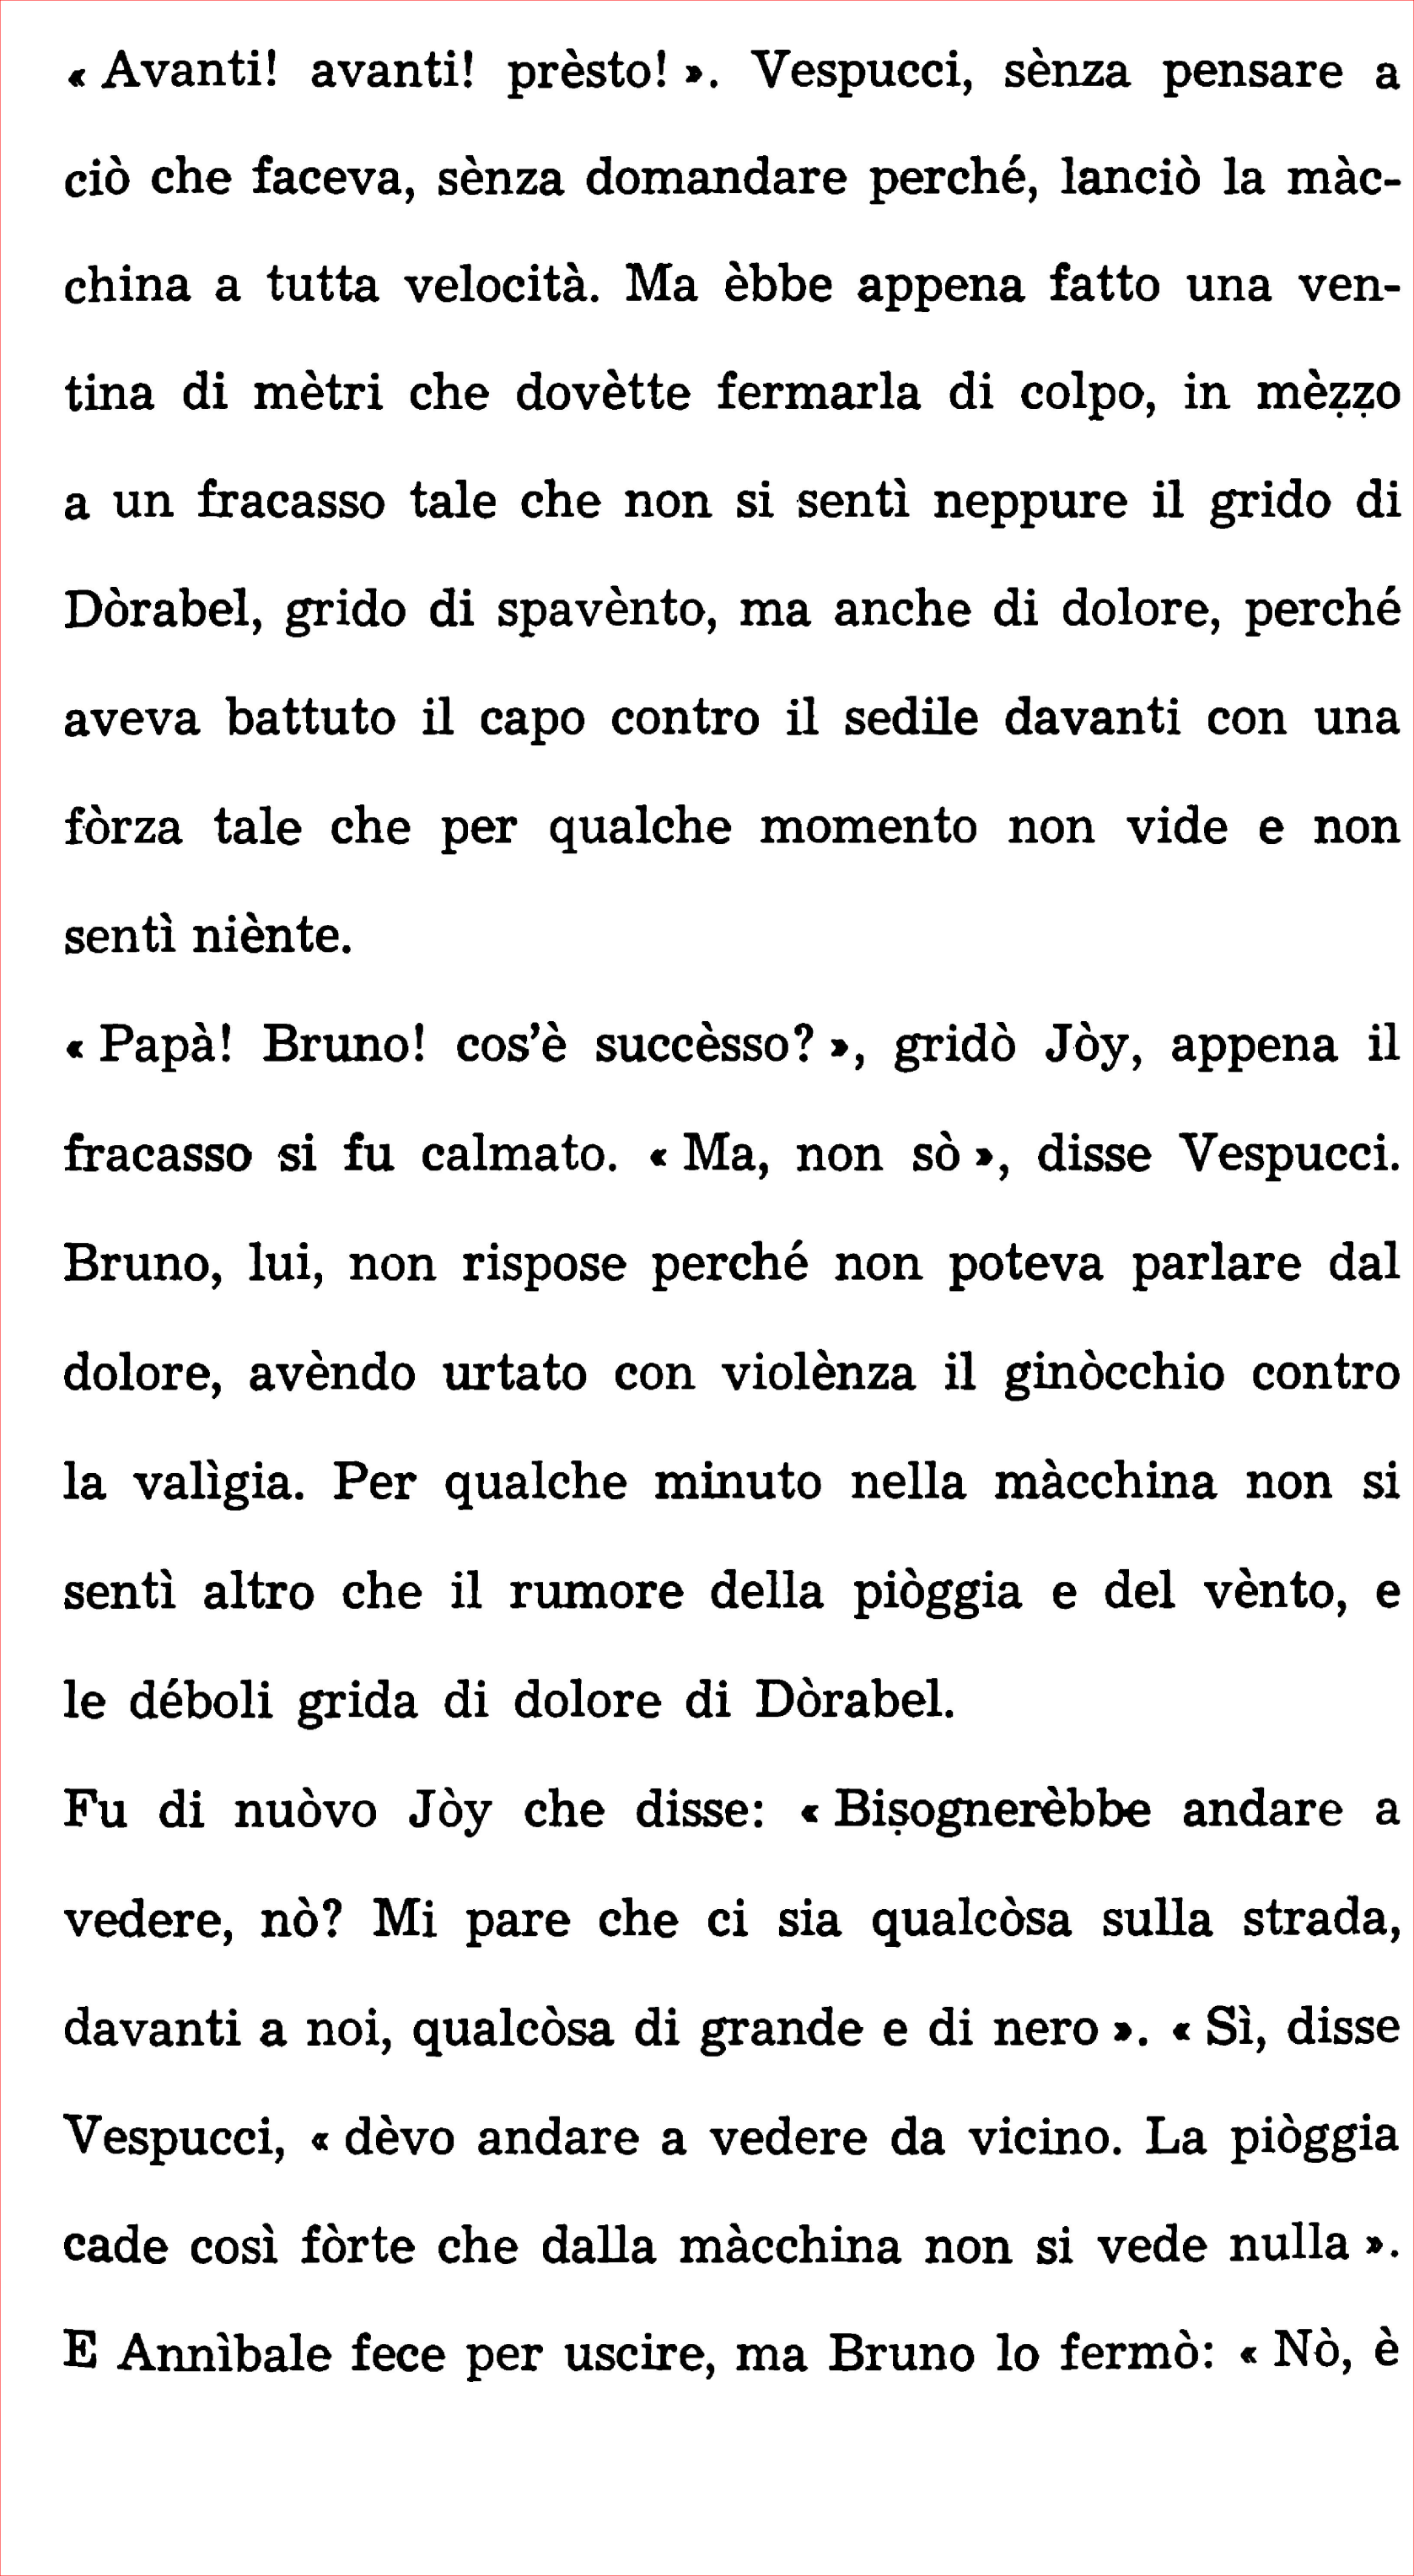 « Avanti! avanti! prèsto! ». Vespucci, sènza pensare a
ciò che faceva, sènza domandare perché, lanciò la màc-
china a tutta velocità. Ma èbbe appena fatto una ven-
tina di mètri che dovètte fermarla di colpo, in mèẓẓo
a un fracasso tale che non si sentì neppure il grido di
Dòrabel, grido di spavènto, ma anche di dolore, perché
aveva battuto il capo contro il sedile davanti con una
fòrza tale che per qualche momento non vide e non
sentì niènte.
« Papà! Bruno! cos’è succèsso? », gridò Jòy, appena il
fracasso si fu calmato. « Ma, non sò », disse Vespucci.
Bruno, lui, non rispose perché non poteva parlare dal
dolore, avèndo urtato con violènza il ginòcchio contro
la valìgia. Per qualche minuto nella màcchina non si
sentì altro che il rumore della piòggia e del vènto, e
le déboli grida di dolore di Dòrabel.
Fu di nuòvo Jòy che disse: « Biṣognerèbbe andare a
vedere, nò? Mi pare che ci sia qualcòsa sulla strada,
davanti a noi, qualcòsa di grande e di nero ». « Sì, disse
Vespucci, « dèvo andare a vedere da vicino. La piòggia
cade così fòrte che dalla màcchina non si vede nulla ».
E Annìbale fece per uscire, ma Bruno lo fermò: « Nò, è